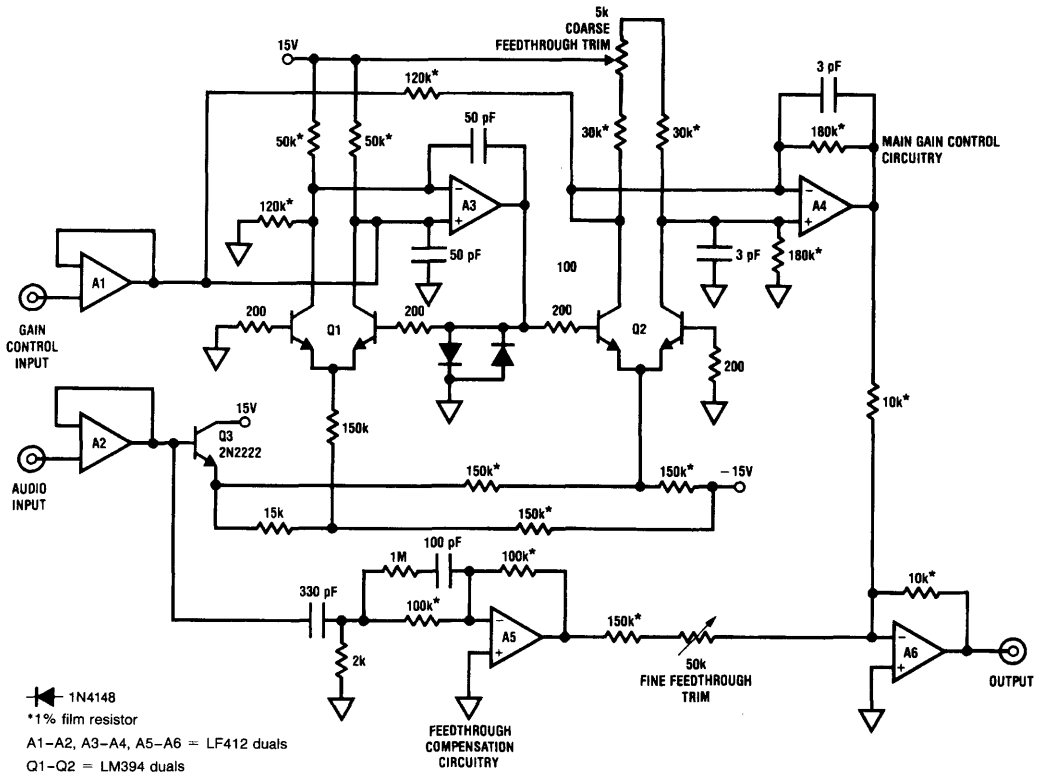 5k
COARSE
FEEDTHROUGH TRIM
15V
120k*
3 pF
50 pF
50k*
50k*
30k*
30k*
180k*
MAIN GAIN CONTROL
CIRCUITRY
−
A3
+
−
A4
+
120k*
50 pF
3 pF
180k*
A1
100
GAIN
CONTROL
INPUT
200
Q1
200
200
Q2
200
10k*
150k
A2
15V
Q3
2N2222
AUDIO
INPUT
150k*
150k*
−15V
15k
150k*
1M
100 pF
100k*
330 pF
100k*
10k*
2k
−
A5
+
150k*
50k
FINE FEEDTHROUGH
TRIM
−
A6
+
OUTPUT
FEEDTHROUGH
COMPENSATION
CIRCUITRY
1N4148
*1% film resistor
A1–A2, A3–A4, A5–A6 = LF412 duals
Q1–Q2 = LM394 duals